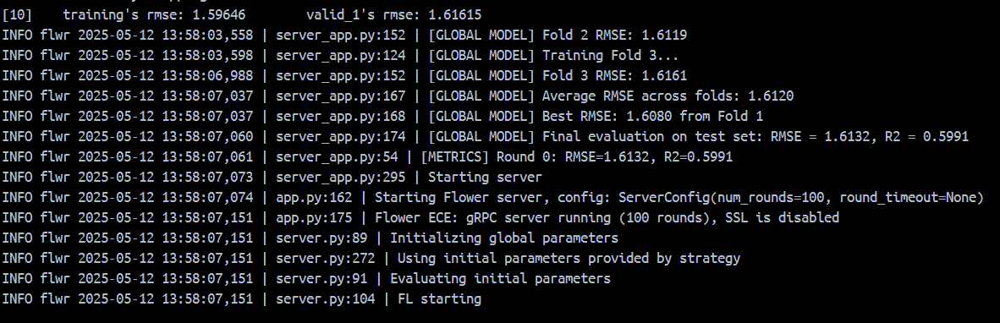 [10]	training's rmse: 1.59646	valid_1's rmse: 1.61615
INFO flwr 2025-05-12 13:58:03,558 | server_app.py:152 | [GLOBAL MODEL] Fold 2 RMSE: 1.6119
INFO flwr 2025-05-12 13:58:03,598 | server_app.py:124 | [GLOBAL MODEL] Training Fold 3...
INFO flwr 2025-05-12 13:58:06,988 | server_app.py:152 | [GLOBAL MODEL] Fold 3 RMSE: 1.6161
INFO flwr 2025-05-12 13:58:07,037 | server_app.py:167 | [GLOBAL MODEL] Average RMSE across folds: 1.6120
INFO flwr 2025-05-12 13:58:07,037 | server_app.py:168 | [GLOBAL MODEL] Best RMSE: 1.6080 from Fold 1
INFO flwr 2025-05-12 13:58:07,060 | server_app.py:174 | [GLOBAL MODEL] Final evaluation on test set: RMSE = 1.6132, R2 = 0.5991
INFO flwr 2025-05-12 13:58:07,061 | server_app.py:54 | [METRICS] Round 0: RMSE=1.6132, R2=0.5991
INFO flwr 2025-05-12 13:58:07,073 | server_app.py:295 | Starting server
INFO flwr 2025-05-12 13:58:07,074 | app.py:162 | Starting Flower server, config: ServerConfig(num_rounds=100, round_timeout=None)
INFO flwr 2025-05-12 13:58:07,151 | app.py:175 | Flower ECE: gRPC server running (100 rounds), SSL is disabled
INFO flwr 2025-05-12 13:58:07,151 | server.py:89 | Initializing global parameters
INFO flwr 2025-05-12 13:58:07,151 | server.py:272 | Using initial parameters provided by strategy
INFO flwr 2025-05-12 13:58:07,151 | server.py:91 | Evaluating initial parameters
INFO flwr 2025-05-12 13:58:07,151 | server.py:104 | FL starting